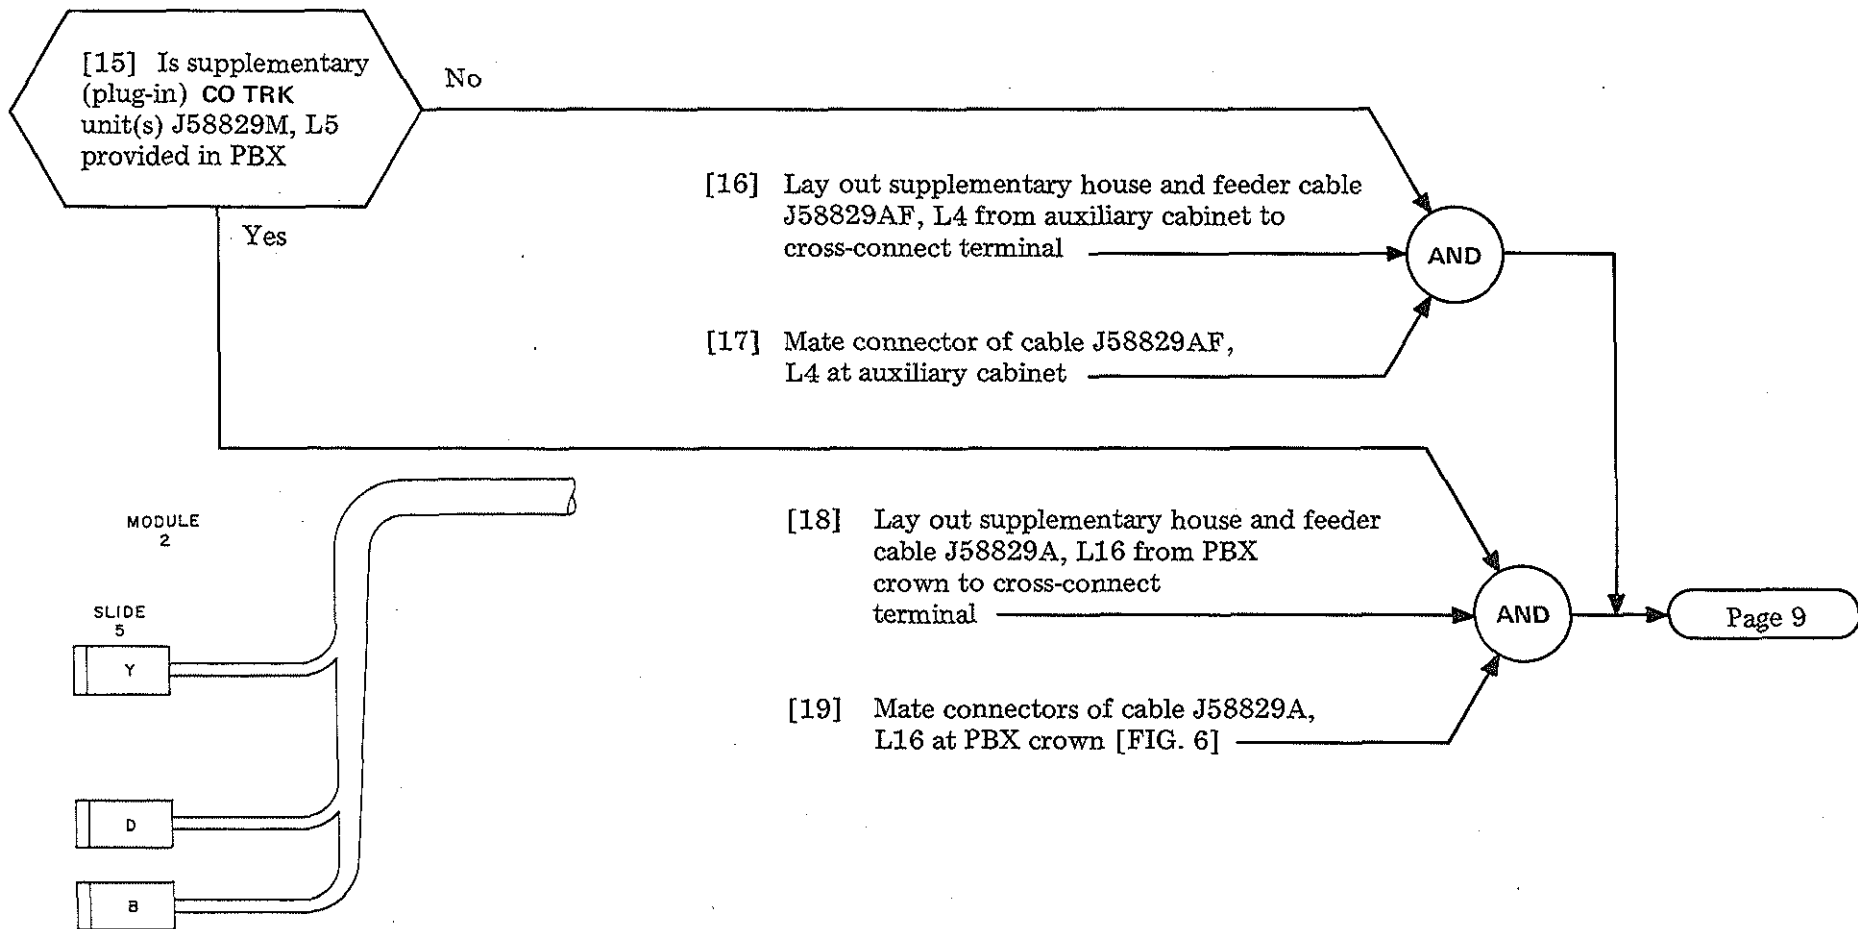 [15] Is supplementary
(plug-in) CO TRK
unit(s) J58829M, L5
provided in PBX
No
Yes
[16] Lay out supplementary house and feeder cable
J58829AF, L4 from auxiliary cabinet to
cross-connect terminal
AND
[17] Mate connector of cable J58829AF,
L4 at auxiliary cabinet
[18] Lay out supplementary house and feeder
cable J58829A, L16 from PBX
crown to cross-connect
terminal
AND
Page 9
[19] Mate connectors of cable J58829A,
L16 at PBX crown [FIG. 6]
MODULE
2
SLIDE
5
Y
D
B